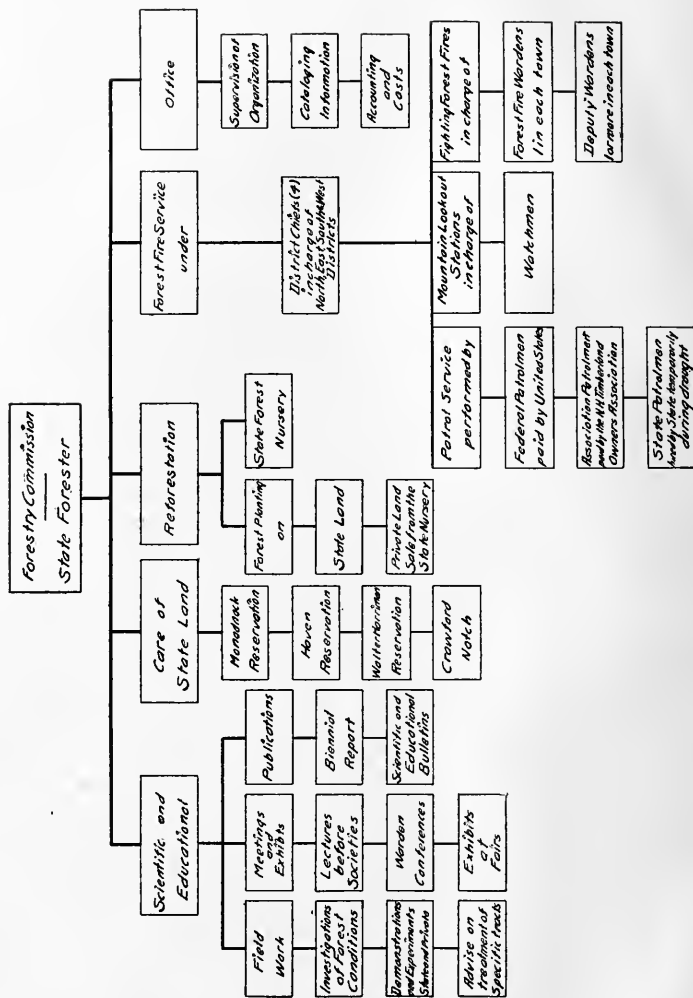 Forestry Commission
State Forester
Scientific and
Educational
Care of
State Land
Reforestation
Forest Fire Service
under
Office
Field
Work
Investigations
of Forest
Conditions
Demonstrations
and Experiments
State and Private
Advise on
treatment of
Specific tracts
Meetings
and
Exhibits
Lectures
before
Societies
Warden
Conferences
Exhibits
at
Fairs
Publications
Biennial
Report
Scientific and
Educational
Bulletins
Monadnock
Reservation
Haven
Reservation
Walter Harriman
Reservation
Crawford
Notch
Forest Planting
on
State Land
Private Land
Sale from the
State Nursery
State Forest
Nursery
District Chiefs (4)
in charge of
North, East, South & West
Districts
Patrol Service
performed by
Federal Patrolmen
paid by United States
Association Patrolmen
paid by the N.H. Timberland
Owners Association
State Patrolmen
hired by State temporarily
during drought
Mountain Lookout
Stations
in charge of
Watchmen
Fighting Forest Fires
in charge of
Forest Fire Wardens
1 in each town
Deputy Wardens
1 or more in each town
Supervision of
Organization
Cataloging
Information
Accounting
and
Costs